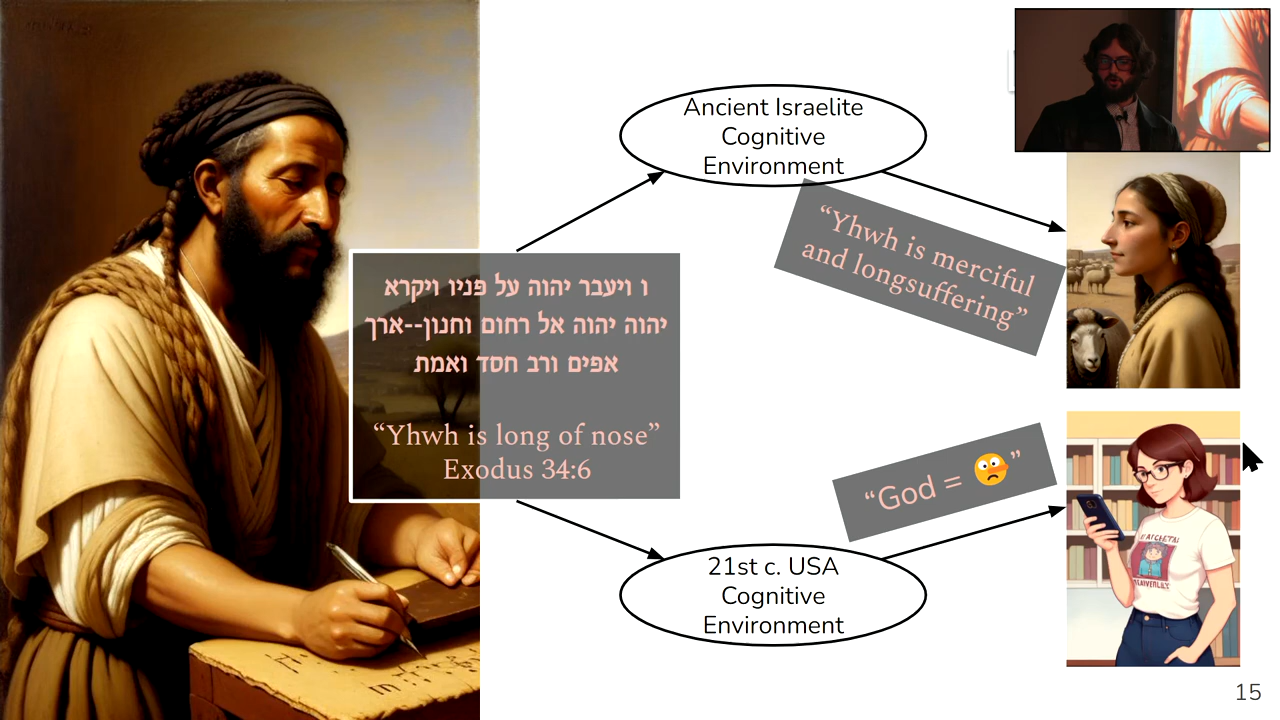 ו ויעבר יהוה על פניו ויקרא
יהוה יהוה אל רחום וחנון--ארך
אפים ורב חסד ואמת
“Yhwh is long of nose”
Exodus 34:6
Ancient Israelite
Cognitive
Environment
“Yhwh is merciful
and longsuffering”
“God = 🤥”
21st c. USA
Cognitive
Environment
15